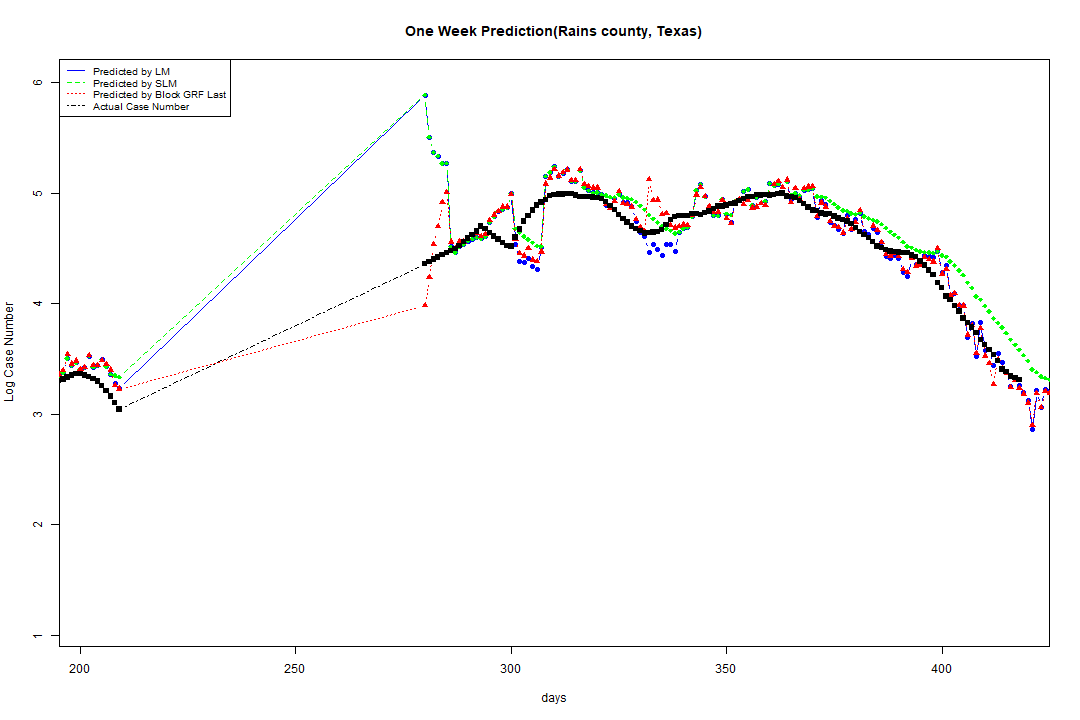 One Week Prediction(Rains county, Texas)
Predicted by LM
Predicted by SLM
Predicted by Block GRF Last
Actual Case Number
6
5
4
3
2
1
Log Case Number
200 250 300 350 400
days